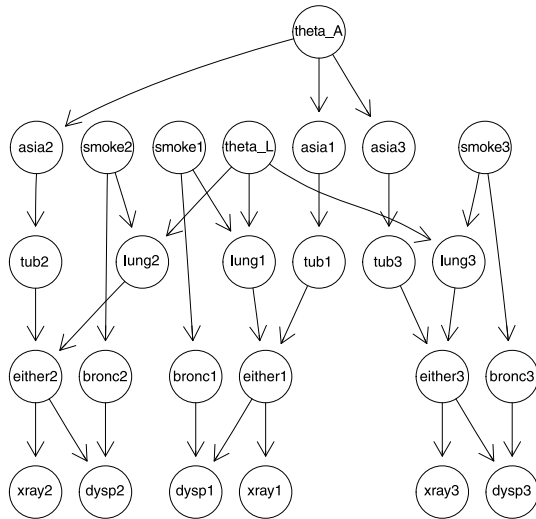 theta_A
asia2 smoke2 smoke1 theta_L asia1 asia3 smoke3
tub2 lung2 lung1 tub1 tub3 lung3
either2 bronc2 bronc1 either1 either3 bronc3
xray2 dysp2 dysp1 xray1 xray3 dysp3